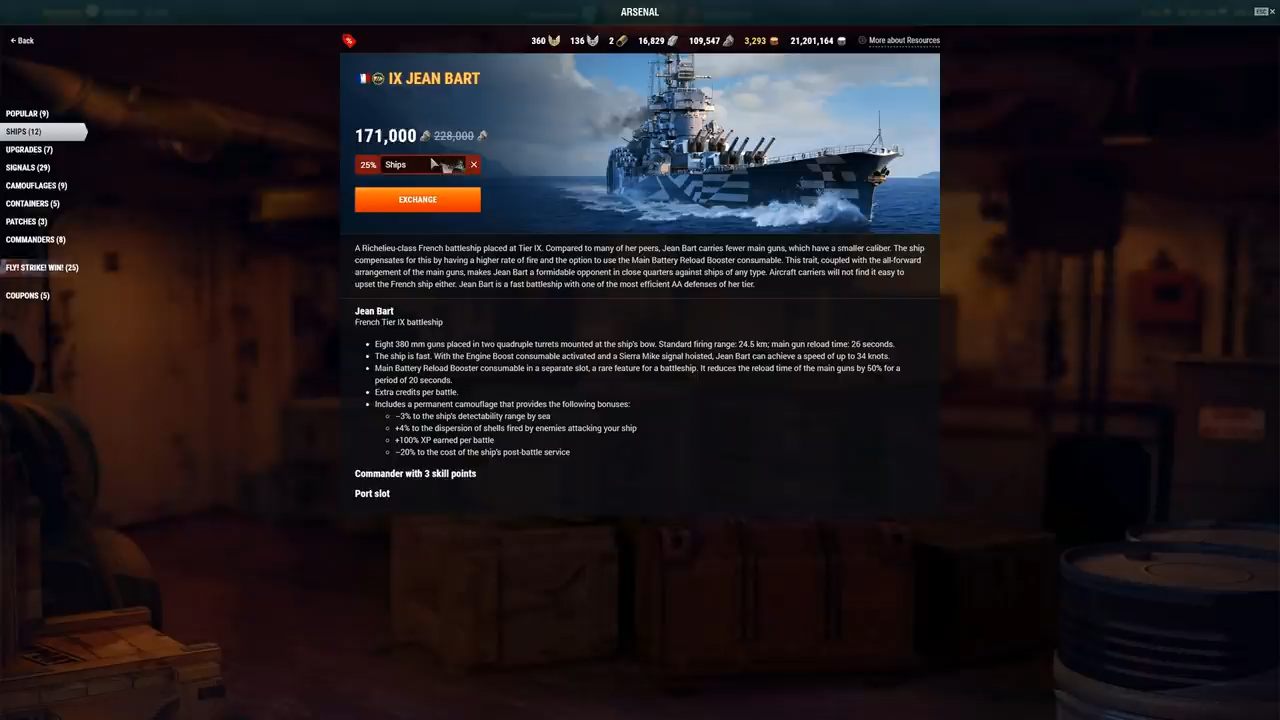 ARSENAL
ESC ×
← Back
360 136 2 16,829 109,547 3,293 21,201,164 More about Resources
IX JEAN BART
171,000 228,000
25% Ships ×
EXCHANGE
POPULAR (9)
SHIPS (12)
UPGRADES (7)
SIGNALS (29)
CAMOUFLAGES (9)
CONTAINERS (5)
PATCHES (3)
COMMANDERS (8)
FLY! STRIKE! WIN! (25)
COUPONS (5)
A Richelieu-class French battleship placed at Tier IX. Compared to many of her peers, Jean Bart carries fewer main guns, which have a smaller caliber. The ship
compensates for this by having a higher rate of fire and the option to use the Main Battery Reload Booster consumable. This trait, coupled with the all-forward
arrangement of the main guns, makes Jean Bart a formidable opponent in close quarters against ships of any type. Aircraft carriers will not find it easy to
upset the French ship either. Jean Bart is a fast battleship with one of the most efficient AA defenses of her tier.
Jean Bart
French Tier IX battleship
• Eight 380 mm guns placed in two quadruple turrets mounted at the ship's bow. Standard firing range: 24.5 km; main gun reload time: 26 seconds.
• The ship is fast. With the Engine Boost consumable activated and a Sierra Mike signal hoisted, Jean Bart can achieve a speed of up to 34 knots.
• Main Battery Reload Booster consumable in a separate slot, a rare feature for a battleship. It reduces the reload time of the main guns by 50% for a
period of 20 seconds.
• Extra credits per battle.
• Includes a permanent camouflage that provides the following bonuses:
◦ –3% to the ship's detectability range by sea
◦ +4% to the dispersion of shells fired by enemies attacking your ship
◦ +100% XP earned per battle
◦ –20% to the cost of the ship's post-battle service
Commander with 3 skill points
Port slot